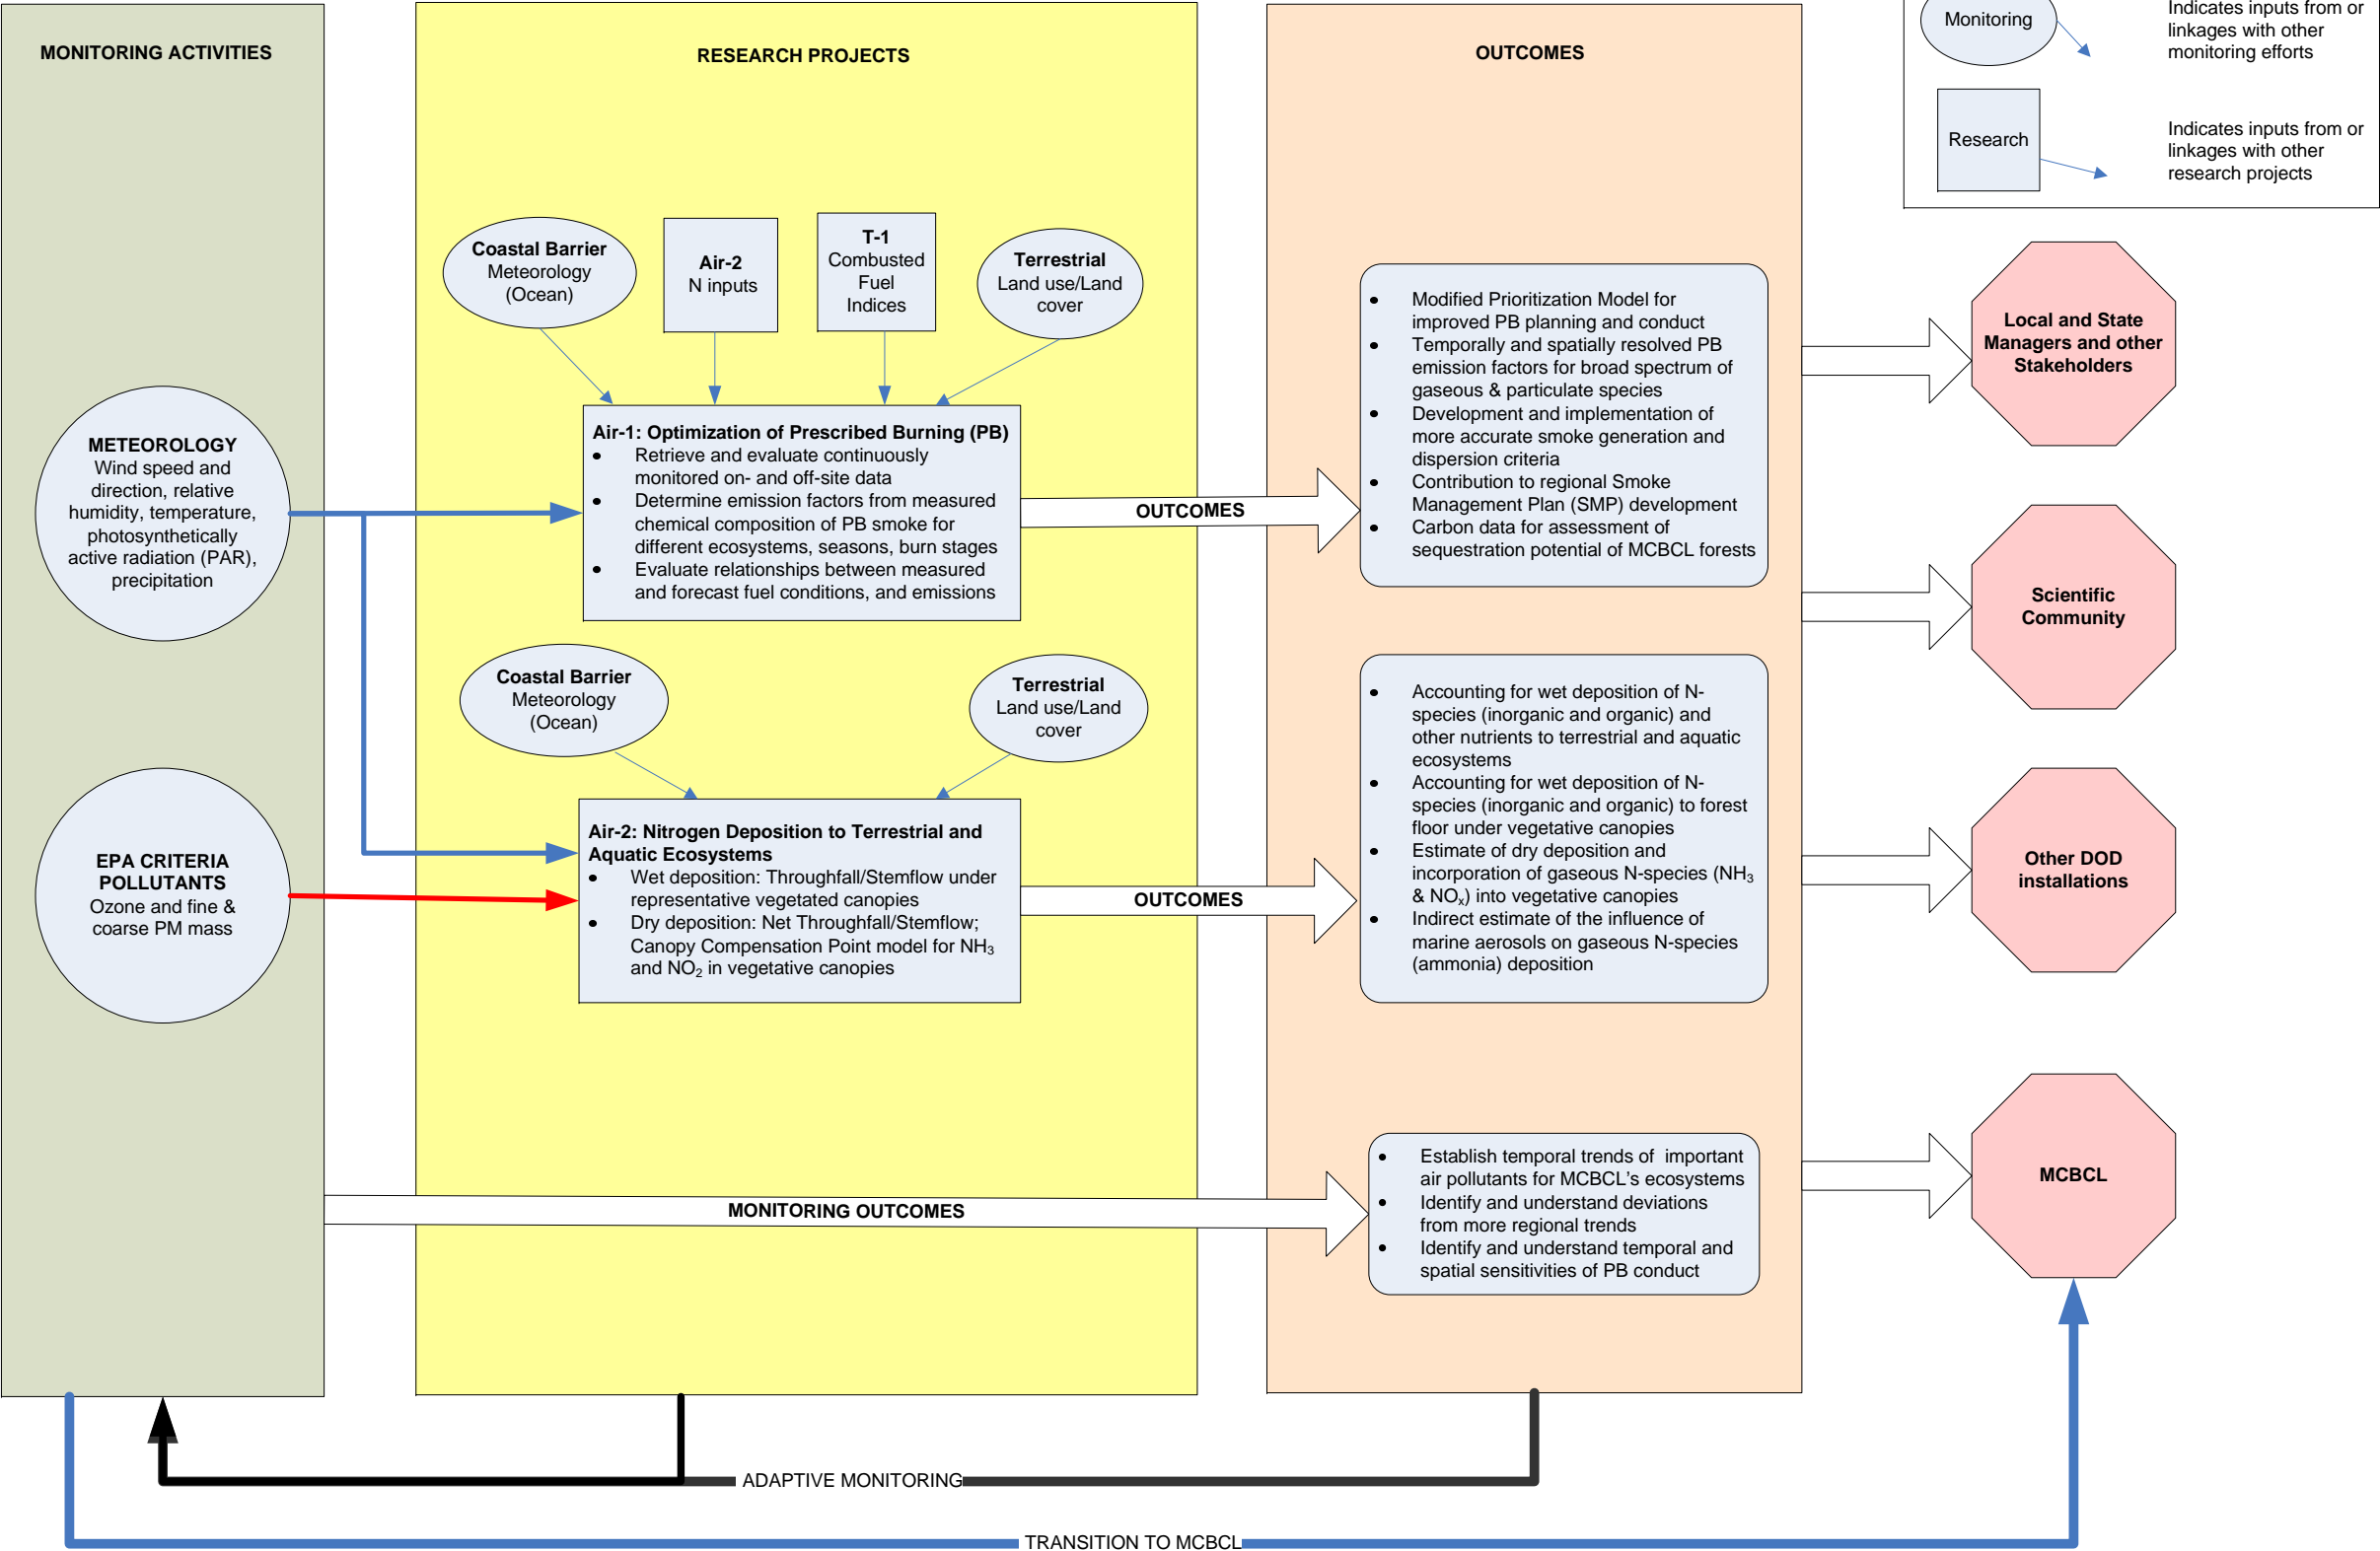 MONITORING ACTIVITIES
RESEARCH PROJECTS
OUTCOMES
Monitoring
Indicates inputs from or
linkages with other
monitoring efforts
Research
Indicates inputs from or
linkages with other
research projects
Coastal Barrier
Meteorology
(Ocean)
Air-2
N inputs
T-1
Combusted
Fuel
Indices
Terrestrial
Land use/Land
cover
METEOROLOGY
Wind speed and
direction, relative
humidity, temperature,
photosynthetically
active radiation (PAR),
precipitation
Air-1: Optimization of Prescribed Burning (PB)
• Retrieve and evaluate continuously
monitored on- and off-site data
• Determine emission factors from measured
chemical composition of PB smoke for
different ecosystems, seasons, burn stages
• Evaluate relationships between measured
and forecast fuel conditions, and emissions
OUTCOMES
• Modified Prioritization Model for
improved PB planning and conduct
• Temporally and spatially resolved PB
emission factors for broad spectrum of
gaseous & particulate species
• Development and implementation of
more accurate smoke generation and
dispersion criteria
• Contribution to regional Smoke
Management Plan (SMP) development
• Carbon data for assessment of
sequestration potential of MCBCL forests
Local and State
Managers and other
Stakeholders
Scientific
Community
Coastal Barrier
Meteorology
(Ocean)
Terrestrial
Land use/Land
cover
EPA CRITERIA
POLLUTANTS
Ozone and fine &
coarse PM mass
Air-2: Nitrogen Deposition to Terrestrial and
Aquatic Ecosystems
• Wet deposition: Throughfall/Stemflow under
representative vegetated canopies
• Dry deposition: Net Throughfall/Stemflow;
Canopy Compensation Point model for NH3
and NO2 in vegetative canopies
OUTCOMES
• Accounting for wet deposition of N-
species (inorganic and organic) and
other nutrients to terrestrial and aquatic
ecosystems
• Accounting for wet deposition of N-
species (inorganic and organic) to forest
floor under vegetative canopies
• Estimate of dry deposition and
incorporation of gaseous N-species (NH3
& NOx) into vegetative canopies
• Indirect estimate of the influence of
marine aerosols on gaseous N-species
(ammonia) deposition
Other DOD
installations
MONITORING OUTCOMES
• Establish temporal trends of important
air pollutants for MCBCL's ecosystems
• Identify and understand deviations
from more regional trends
• Identify and understand temporal and
spatial sensitivities of PB conduct
MCBCL
ADAPTIVE MONITORING
TRANSITION TO MCBCL